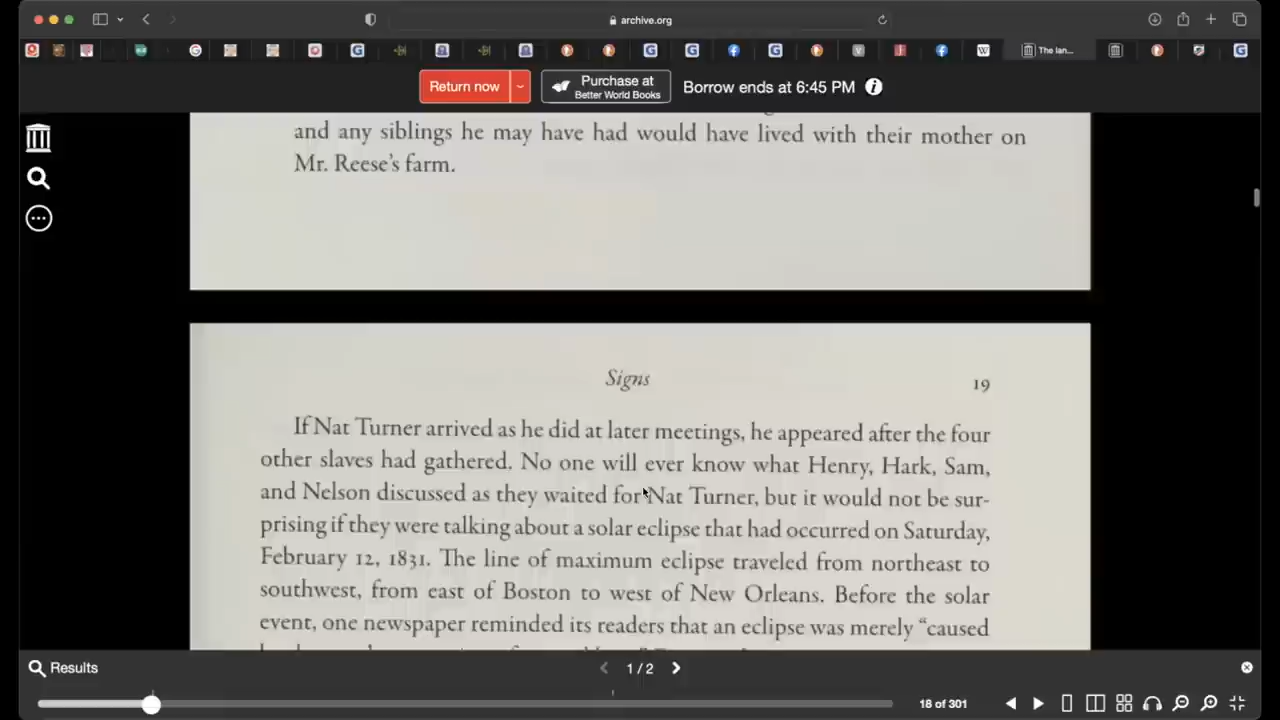 archive.org
The lan...
Return now
Purchase at
Better World Books
Borrow ends at 6:45 PM
and any siblings he may have had would have lived with their mother on
Mr. Reese's farm.
Signs 19
If Nat Turner arrived as he did at later meetings, he appeared after the four
other slaves had gathered. No one will ever know what Henry, Hark, Sam,
and Nelson discussed as they waited for Nat Turner, but it would not be sur-
prising if they were talking about a solar eclipse that had occurred on Saturday,
February 12, 1831. The line of maximum eclipse traveled from northeast to
southwest, from east of Boston to west of New Orleans. Before the solar
event, one newspaper reminded its readers that an eclipse was merely “caused
Results
1 / 2
18 of 301